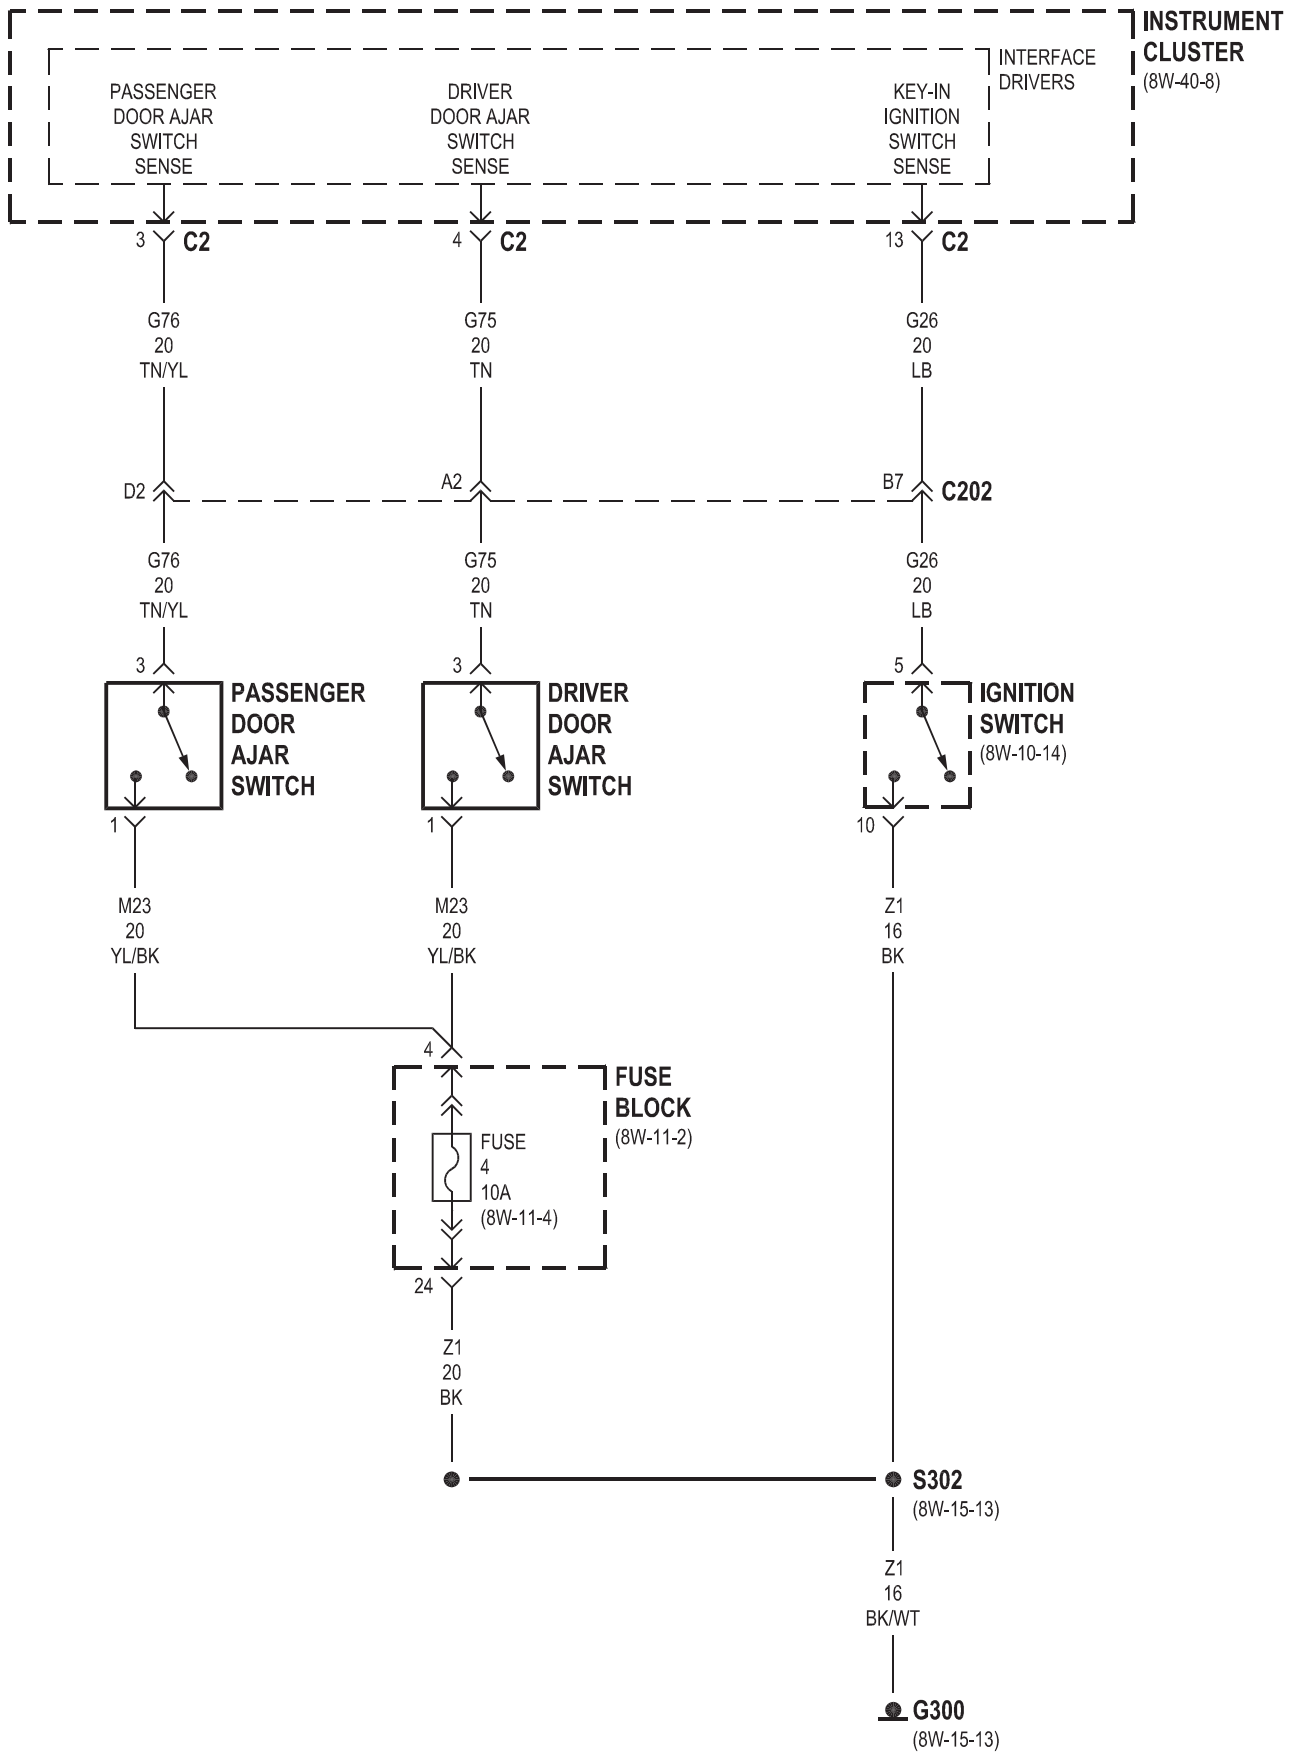 INSTRUMENT
CLUSTER
(8W-40-8)
INTERFACE
DRIVERS
PASSENGER
DOOR AJAR
SWITCH
SENSE
DRIVER
DOOR AJAR
SWITCH
SENSE
KEY-IN
IGNITION
SWITCH
SENSE
3 C2
4 C2
13 C2
G76
20
TN/YL
G75
20
TN
G26
20
LB
D2
A2
B7 C202
G76
20
TN/YL
G75
20
TN
G26
20
LB
3
3
5
PASSENGER
DOOR
AJAR
SWITCH
DRIVER
DOOR
AJAR
SWITCH
IGNITION
SWITCH
(8W-10-14)
1
1
10
M23
20
YL/BK
M23
20
YL/BK
Z1
16
BK
4
FUSE
BLOCK
(8W-11-2)
FUSE
4
10A
(8W-11-4)
24
Z1
20
BK
S302
(8W-15-13)
Z1
16
BK/WT
G300
(8W-15-13)